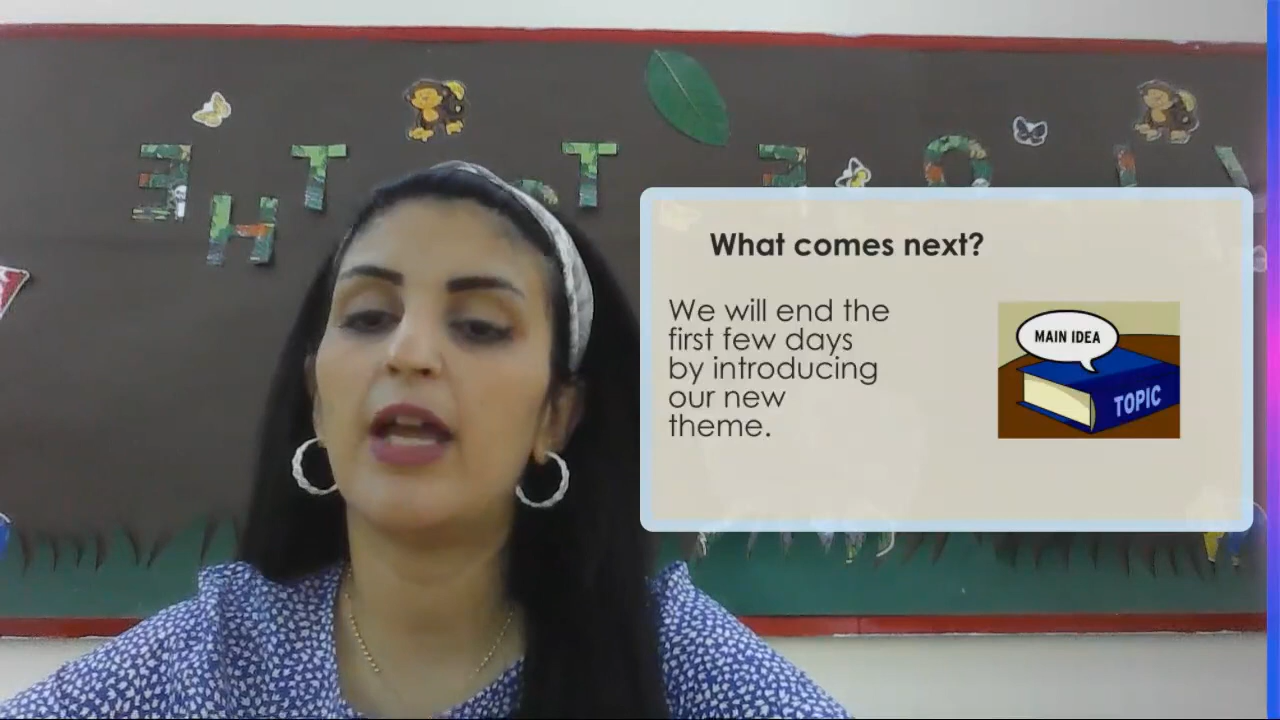 What comes next?
We will end the
first few days
by introducing
our new
theme.
MAIN IDEA
TOPIC